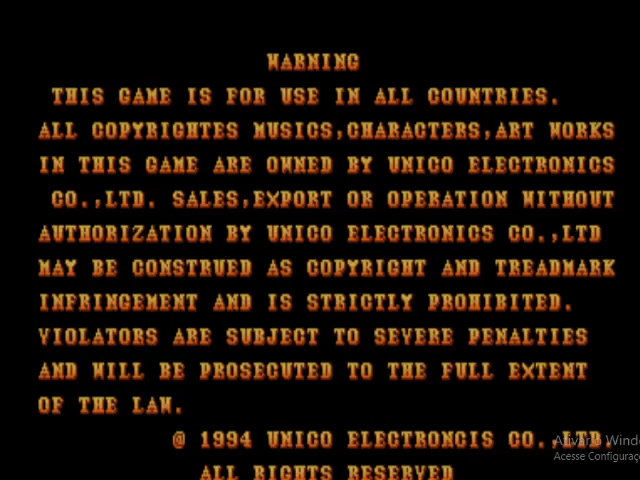 WARNING
THIS GAME IS FOR USE IN ALL COUNTRIES.
ALL COPYRIGHTES MUSICS,CHARACTERS,ART WORKS
IN THIS GAME ARE OWNED BY UNICO ELECTRONICS
CO.,LTD. SALES,EXPORT OR OPERATION WITHOUT
AUTHORIZATION BY UNICO ELECTRONICS CO.,LTD
MAY BE CONSTRUED AS COPYRIGHT AND TREADMARK
INFRINGEMENT AND IS STRICTLY PROHIBITED.
VIOLATORS ARE SUBJECT TO SEVERE PENALTIES
AND WILL BE PROSECUTED TO THE FULL EXTENT
OF THE LAW.
@ 1994 UNICO ELECTRONCIS CO.,LTD.
ALL RIGHTS RESERVED